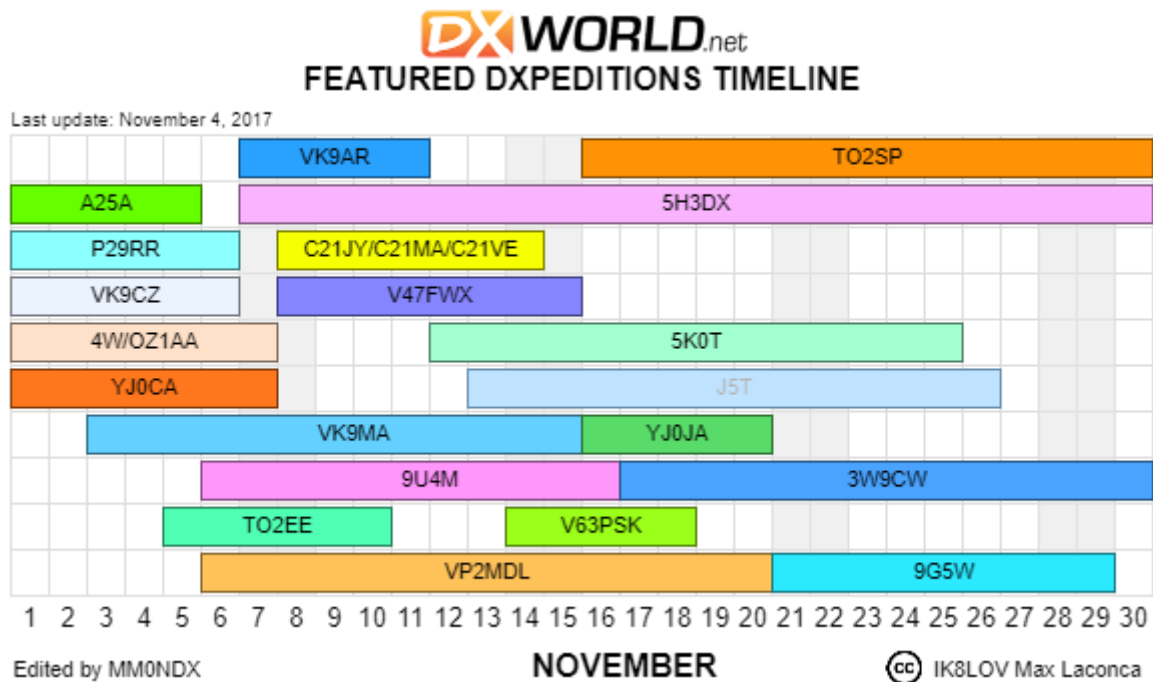 DX WORLD.net
FEATURED DXPEDITIONS TIMELINE
Last update: November 4, 2017
VK9AR TO2SP
A25A 5H3DX
P29RR C21JY/C21MA/C21VE
VK9CZ V47FWX
4W/OZ1AA 5K0T
YJ0CA J5T
VK9MA YJ0JA
9U4M 3W9CW
TO2EE V63PSK
VP2MDL 9G5W
1 2 3 4 5 6 7 8 9 10 11 12 13 14 15 16 17 18 19 20 21 22 23 24 25 26 27 28 29 30
Edited by MM0NDX NOVEMBER cc IK8LOV Max Laconca